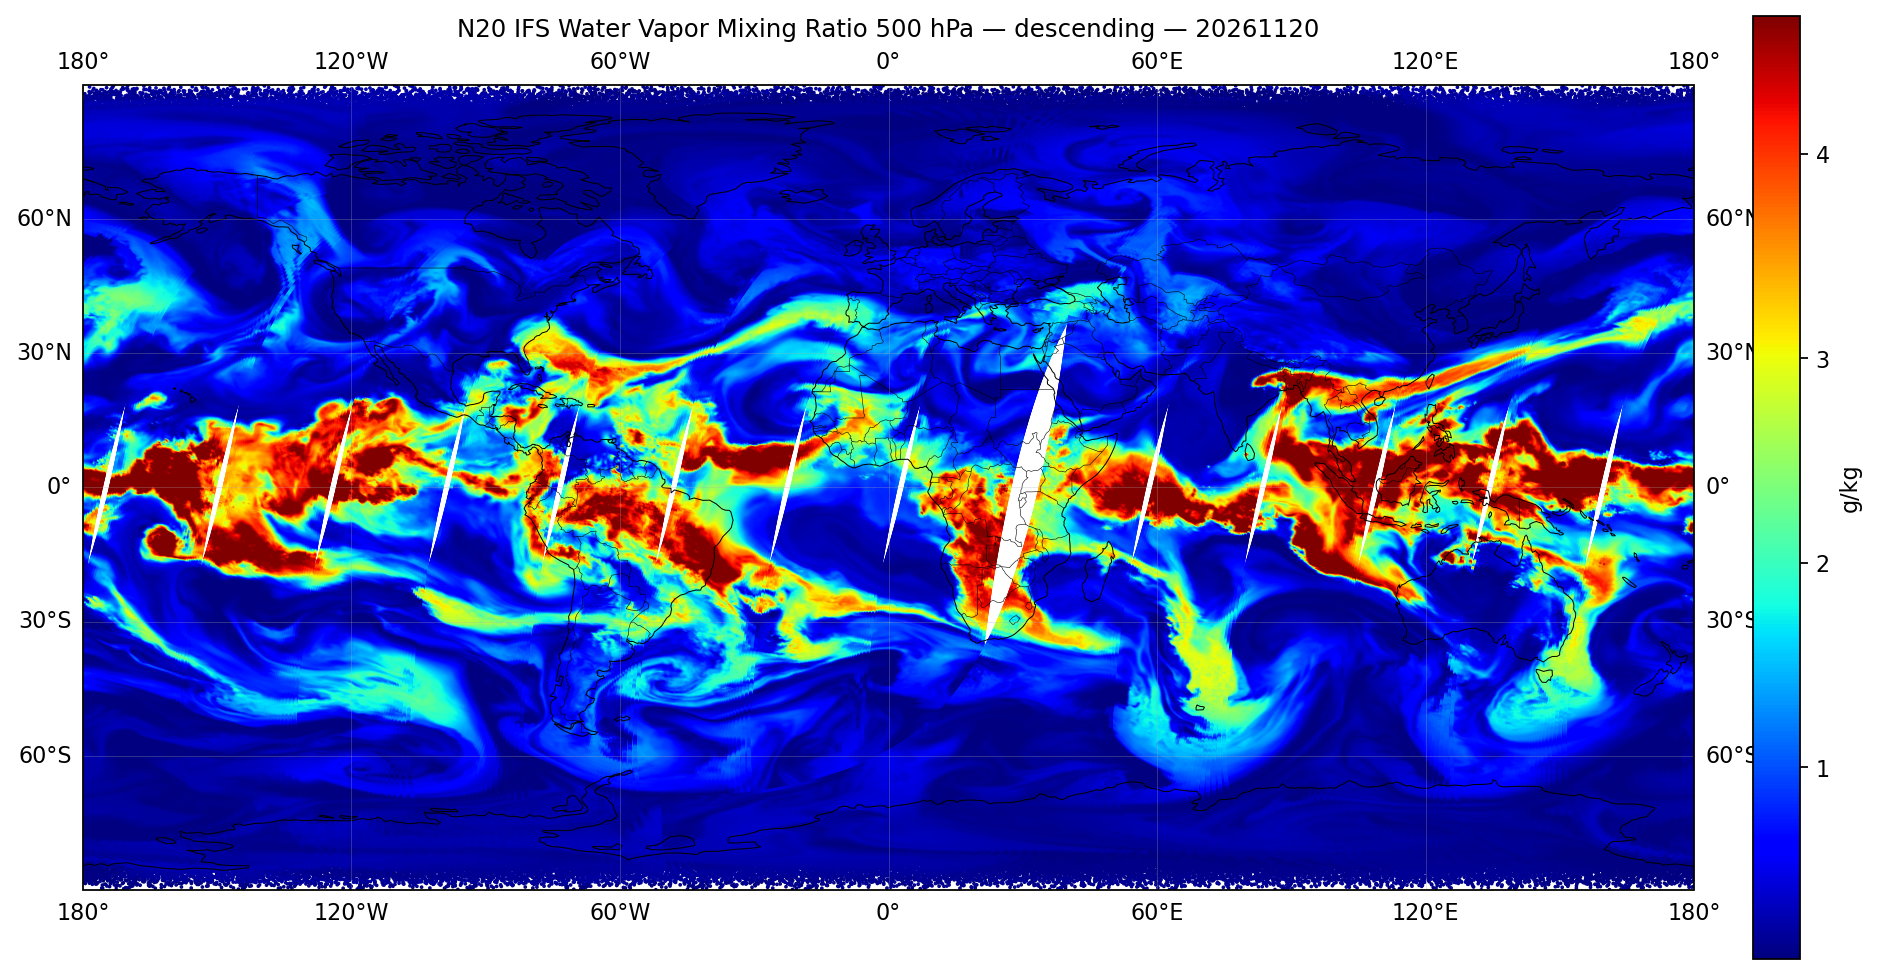 N20 IFS Water Vapor Mixing Ratio 500 hPa — descending — 20261120
180° 120°W 60°W 0° 60°E 120°E 180°
60°N 60°N
30°N 30°N
0° 0°
30°S 30°S
60°S 60°S
180° 120°W 60°W 0° 60°E 120°E 180°
4
3
2
1
g/kg